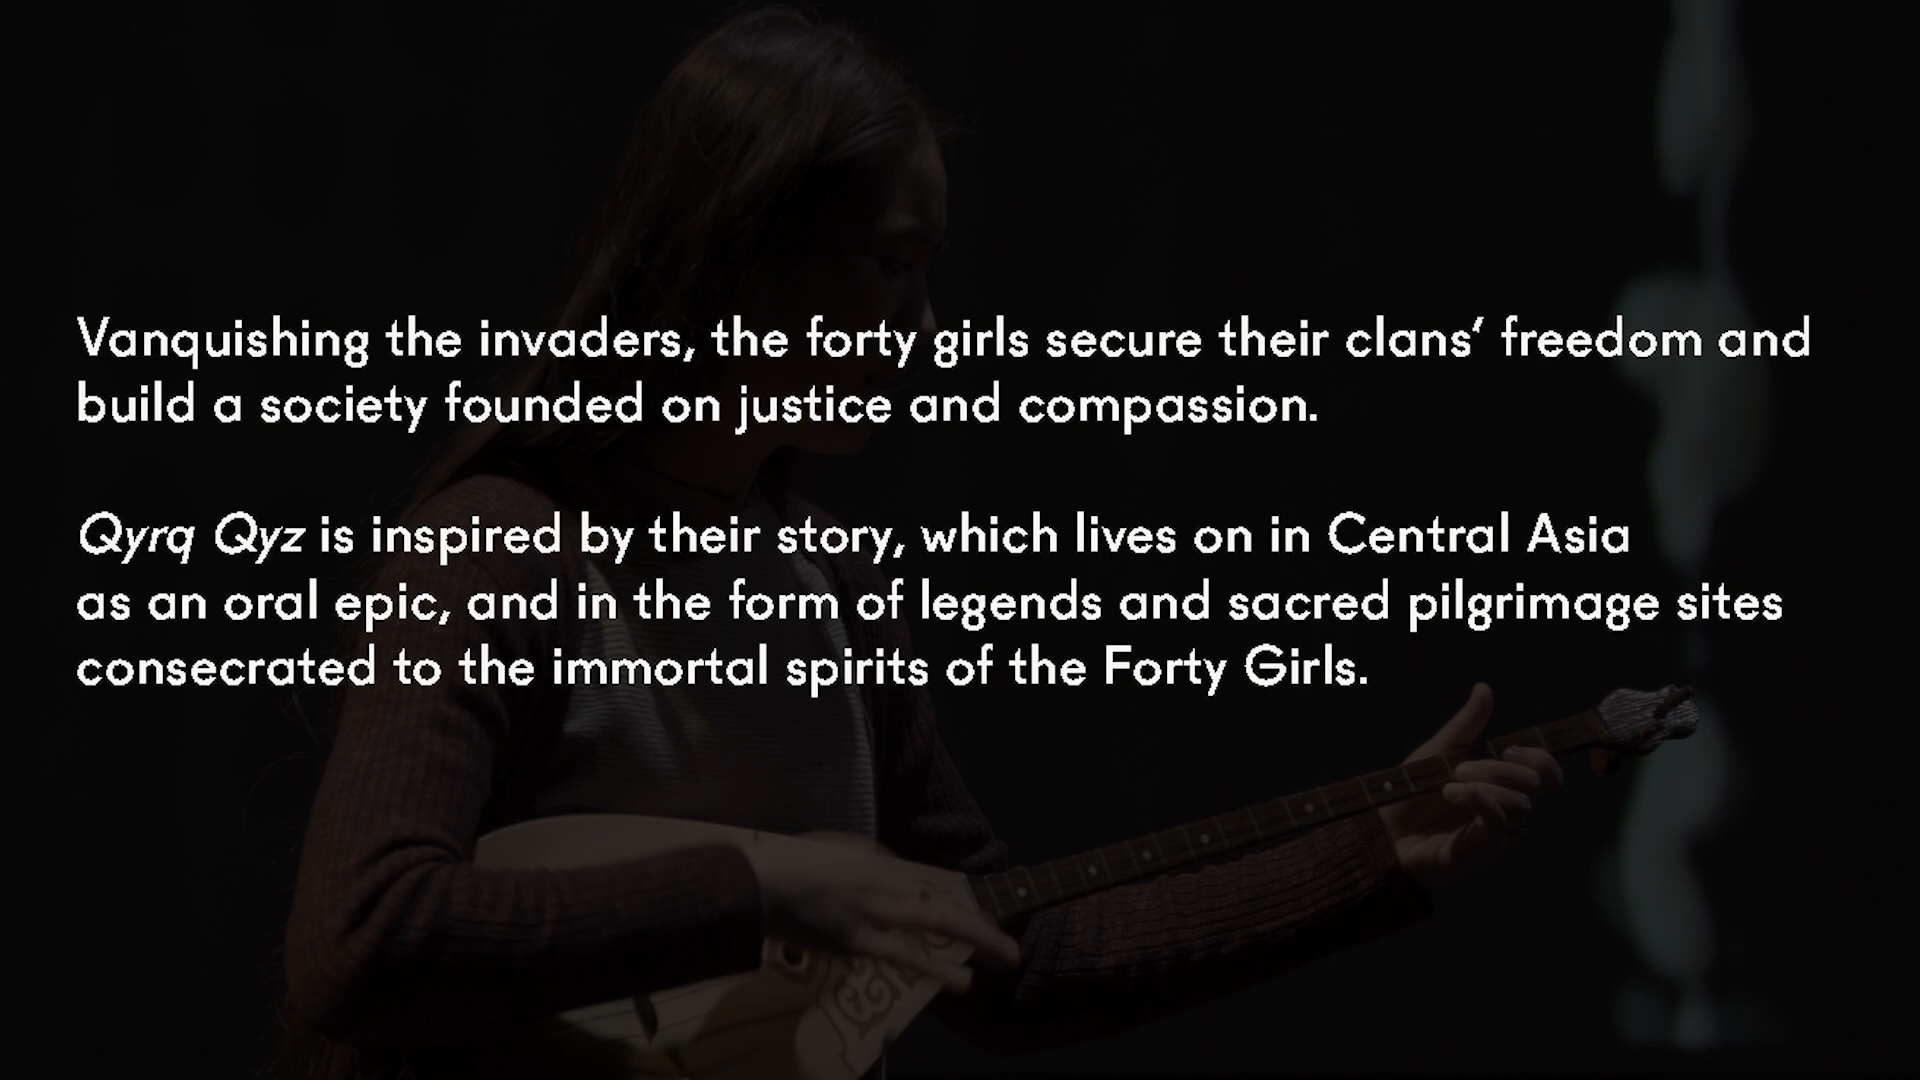 Vanquishing the invaders, the forty girls secure their clans’ freedom and
build a society founded on justice and compassion.
Qyrq Qyz is inspired by their story, which lives on in Central Asia
as an oral epic, and in the form of legends and sacred pilgrimage sites
consecrated to the immortal spirits of the Forty Girls.